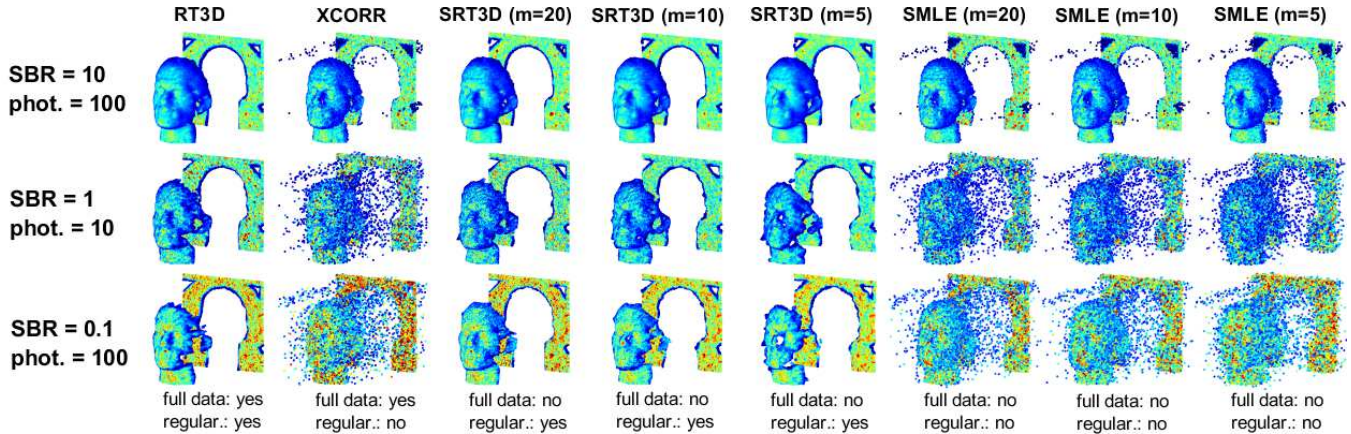 RT3D XCORR SRT3D (m=20) SRT3D (m=10) SRT3D (m=5) SMLE (m=20) SMLE (m=10) SMLE (m=5)
SBR = 10
phot. = 100
SBR = 1
phot. = 10
SBR = 0.1
phot. = 100
full data: yes full data: yes full data: no full data: no full data: no full data: no full data: no full data: no
regular.: yes regular.: no regular.: yes regular.: yes regular.: yes regular.: no regular.: no regular.: no